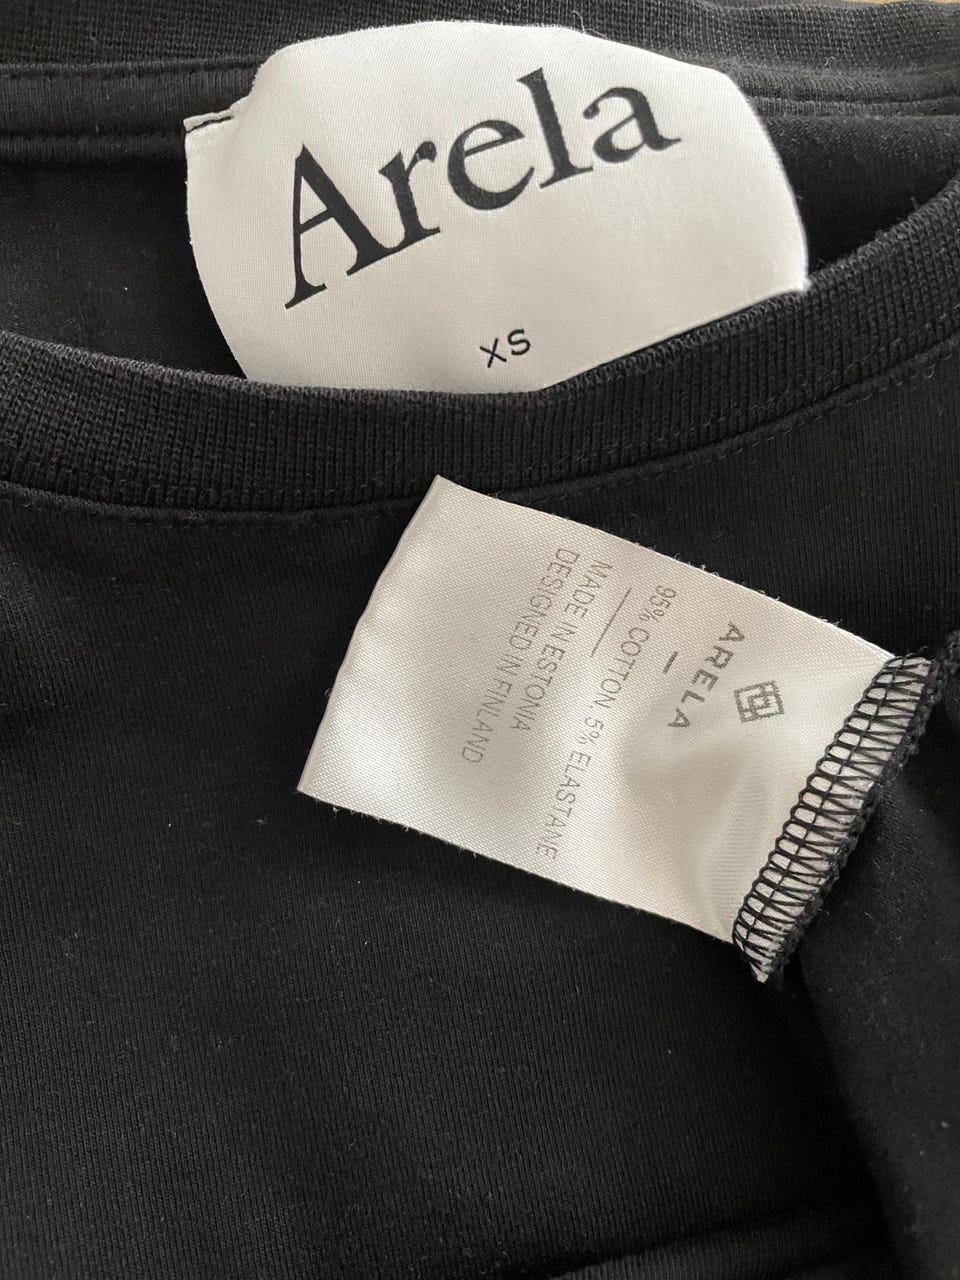 Arela
XS
ARELA
95% COTTON, 5% ELASTANE
MADE IN ESTONIA
DESIGNED IN FINLAND